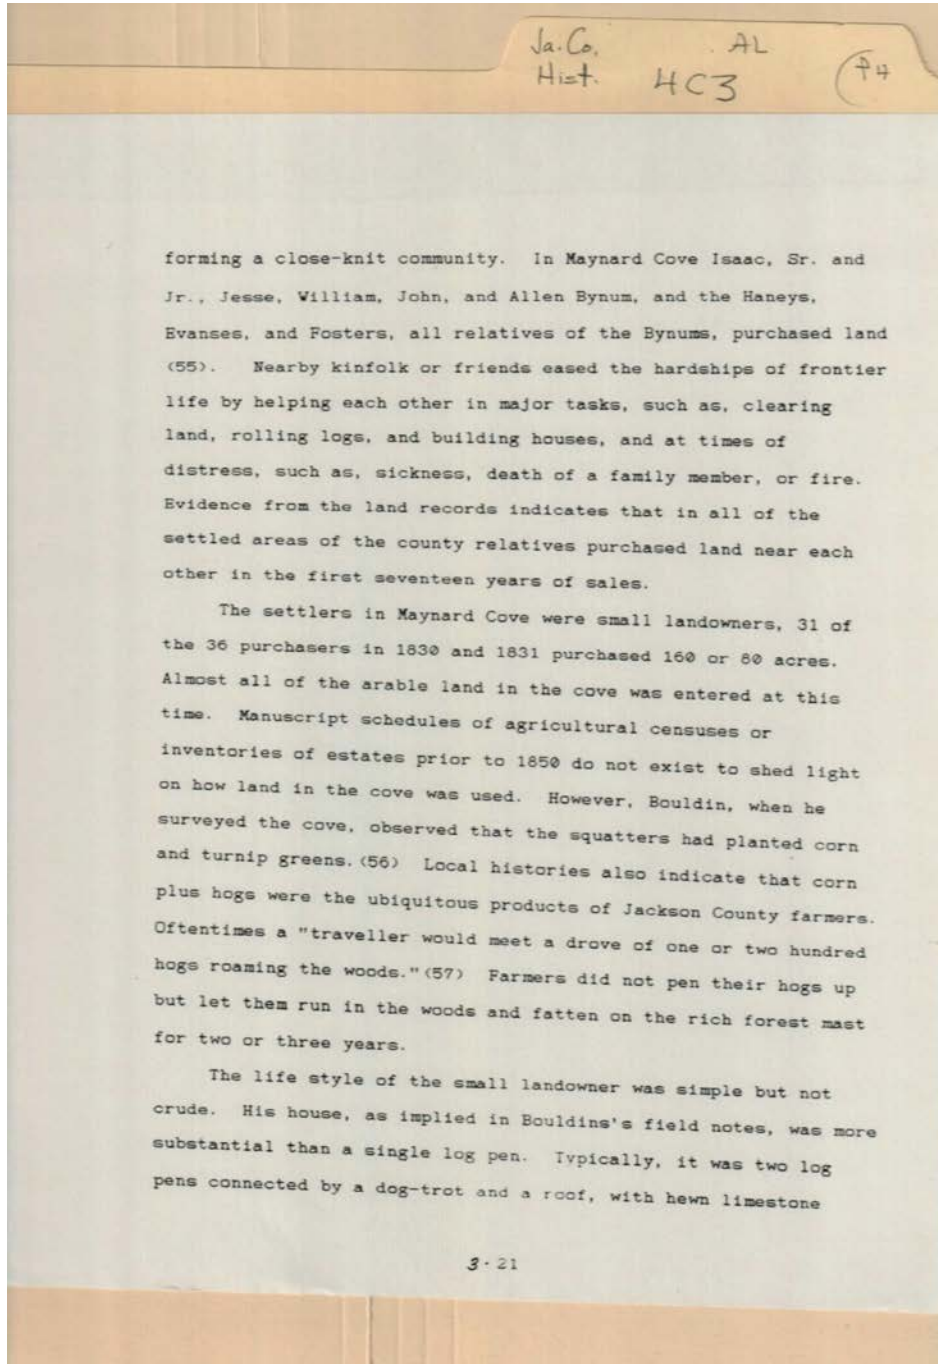 Ja. Co. AL
Hist. 4C3 P4
forming a close-knit community. In Maynard Cove Isaac, Sr. and
Jr., Jesse, William, John, and Allen Bynum, and the Haneys,
Evanses, and Fosters, all relatives of the Bynums, purchased land
(55). Nearby kinfolk or friends eased the hardships of frontier
life by helping each other in major tasks, such as, clearing
land, rolling logs, and building houses, and at times of
distress, such as, sickness, death of a family member, or fire.
Evidence from the land records indicates that in all of the
settled areas of the county relatives purchased land near each
other in the first seventeen years of sales.
The settlers in Maynard Cove were small landowners, 31 of
the 36 purchasers in 1830 and 1831 purchased 160 or 80 acres.
Almost all of the arable land in the cove was entered at this
time. Manuscript schedules of agricultural censuses or
inventories of estates prior to 1850 do not exist to shed light
on how land in the cove was used. However, Bouldin, when he
surveyed the cove, observed that the squatters had planted corn
and turnip greens.(56) Local histories also indicate that corn
plus hogs were the ubiquitous products of Jackson County farmers.
Oftentimes a "traveller would meet a drove of one or two hundred
hogs roaming the woods."(57) Farmers did not pen their hogs up
but let them run in the woods and fatten on the rich forest mast
for two or three years.
The life style of the small landowner was simple but not
crude. His house, as implied in Bouldins's field notes, was more
substantial than a single log pen. Typically, it was two log
pens connected by a dog-trot and a roof, with hewn limestone
3·21